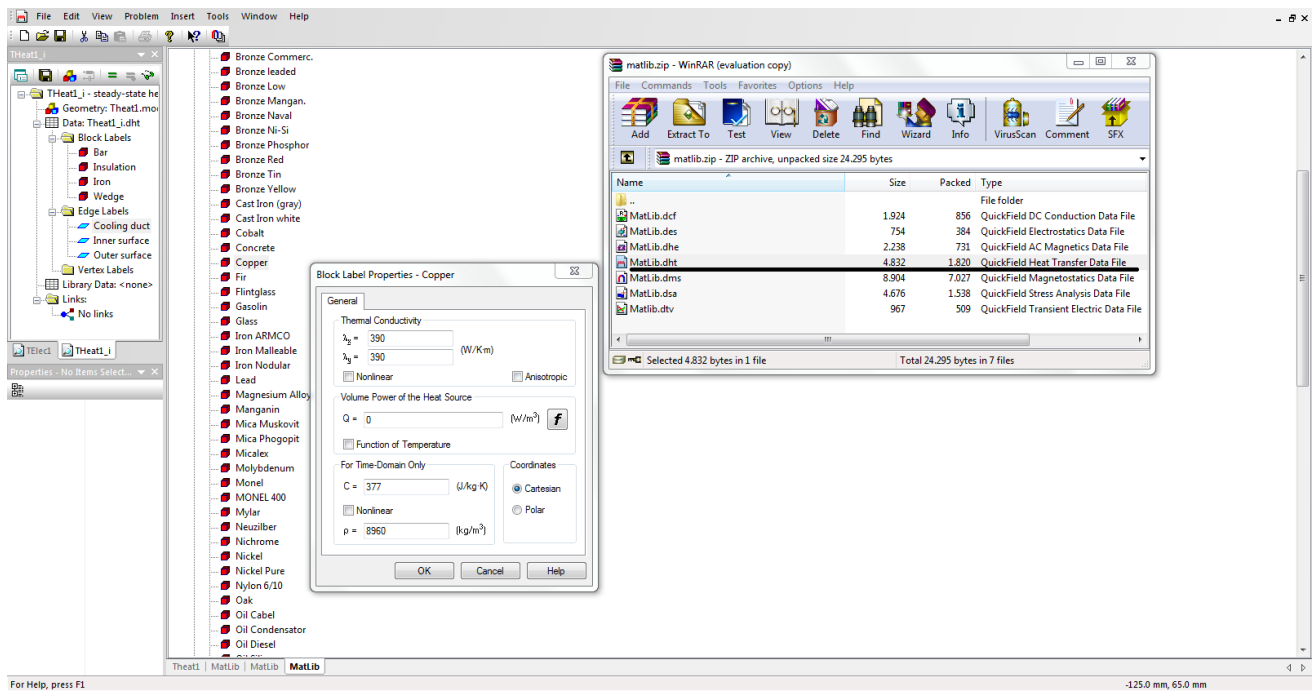 File Edit View Problem Insert Tools Window Help
THeat1_i
THeat1_i - steady-state he
Geometry: Theat1.mo
Data: Theat1_i.dht
Block Labels
Bar
Insulation
Iron
Wedge
Edge Labels
Cooling duct
Inner surface
Outer surface
Vertex Labels
Library Data: <none>
Links:
No links
TElec1 THeat1_i
Properties - No Items Select...
Bronze Commerc.
Bronze leaded
Bronze Low
Bronze Mangan.
Bronze Naval
Bronze Ni-Si
Bronze Phosphor
Bronze Red
Bronze Tin
Bronze Yellow
Cast Iron (gray)
Cast Iron white
Cobalt
Concrete
Copper
Fir
Flintglass
Gasolin
Glass
Iron ARMCO
Iron Malleable
Iron Nodular
Lead
Magnesium Alloy
Manganin
Mica Muskovit
Mica Phogopit
Micalex
Molybdenum
Monel
MONEL 400
Mylar
Neuzilber
Nichrome
Nickel
Nickel Pure
Nylon 6/10
Oak
Oil Cabel
Oil Condensator
Oil Diesel
Block Label Properties - Copper
General
Thermal Conductivity
λx = 390
λy = 390
(W/K·m)
Nonlinear Anisotropic
Volume Power of the Heat Source
Q = 0 (W/m³) f
Function of Temperature
For Time-Domain Only
C = 377 (J/kg·K)
Nonlinear
ρ = 8960 (kg/m³)
Coordinates
Cartesian
Polar
OK Cancel Help
matlib.zip - WinRAR (evaluation copy)
File Commands Tools Favorites Options Help
Add Extract To Test View Delete Find Wizard Info VirusScan Comment SFX
matlib.zip - ZIP archive, unpacked size 24.295 bytes
Name Size Packed Type
.. File folder
MatLib.dcf 1.924 856 QuickField DC Conduction Data File
MatLib.des 754 384 QuickField Electrostatics Data File
MatLib.dhe 2.238 731 QuickField AC Magnetics Data File
MatLib.dht 4.832 1.820 QuickField Heat Transfer Data File
MatLib.dms 8.904 7.027 QuickField Magnetostatics Data File
MatLib.dsa 4.676 1.538 QuickField Stress Analysis Data File
Matlib.dtv 967 509 QuickField Transient Electric Data File
Selected 4.832 bytes in 1 file Total 24.295 bytes in 7 files
Theat1 MatLib MatLib MatLib
For Help, press F1 -125.0 mm, 65.0 mm